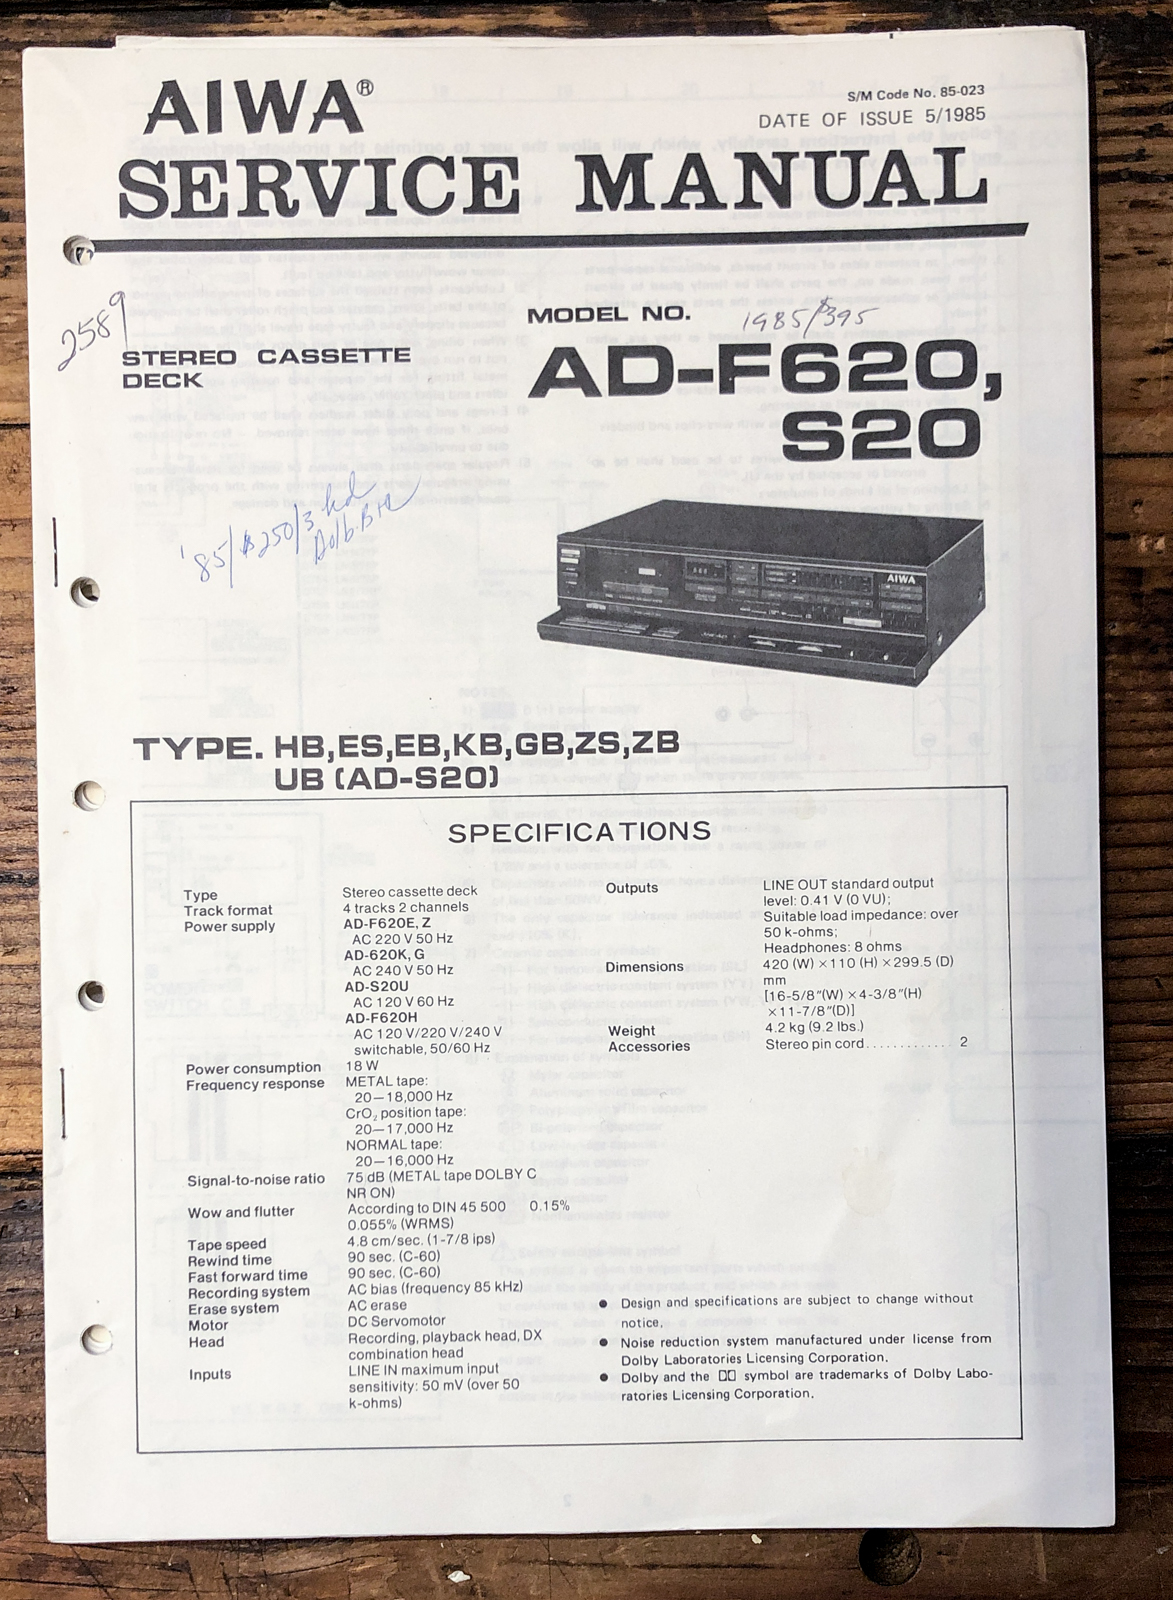 AIWA®
S/M Code No. 85-023
DATE OF ISSUE 5/1985
SERVICE MANUAL
2589
MODEL NO.
1985/$395
STEREO CASSETTE
DECK
AD-F620,
S20
'85/$250/3 hd
Dolb. B+C
AIWA
TYPE. HB,ES,EB,KB,GB,ZS,ZB
UB (AD-S20)
SPECIFICATIONS
Type Stereo cassette deck
Track format 4 tracks 2 channels
Power supply AD-F620E, Z
AC 220 V 50 Hz
AD-620K, G
AC 240 V 50 Hz
AD-S20U
AC 120 V 60 Hz
AD-F620H
AC 120 V/220 V/240 V
switchable, 50/60 Hz
Power consumption 18 W
Frequency response METAL tape:
20—18,000 Hz
CrO₂ position tape:
20—17,000 Hz
NORMAL tape:
20—16,000 Hz
Signal-to-noise ratio 75 dB (METAL tape DOLBY C
NR ON)
Wow and flutter According to DIN 45 500 0.15%
0.055% (WRMS)
Tape speed 4.8 cm/sec. (1-7/8 ips)
Rewind time 90 sec. (C-60)
Fast forward time 90 sec. (C-60)
Recording system AC bias (frequency 85 kHz)
Erase system AC erase
Motor DC Servomotor
Head Recording, playback head, DX
combination head
Inputs LINE IN maximum input
sensitivity: 50 mV (over 50
k-ohms)
Outputs LINE OUT standard output
level: 0.41 V (0 VU);
Suitable load impedance: over
50 k-ohms;
Headphones: 8 ohms
Dimensions 420 (W) × 110 (H) × 299.5 (D)
mm
[16-5/8"(W) × 4-3/8"(H)
× 11-7/8"(D)]
Weight 4.2 kg (9.2 lbs.)
Accessories Stereo pin cord............ 2
● Design and specifications are subject to change without
notice.
● Noise reduction system manufactured under license from
Dolby Laboratories Licensing Corporation.
● Dolby and the symbol are trademarks of Dolby Labo-
ratories Licensing Corporation.